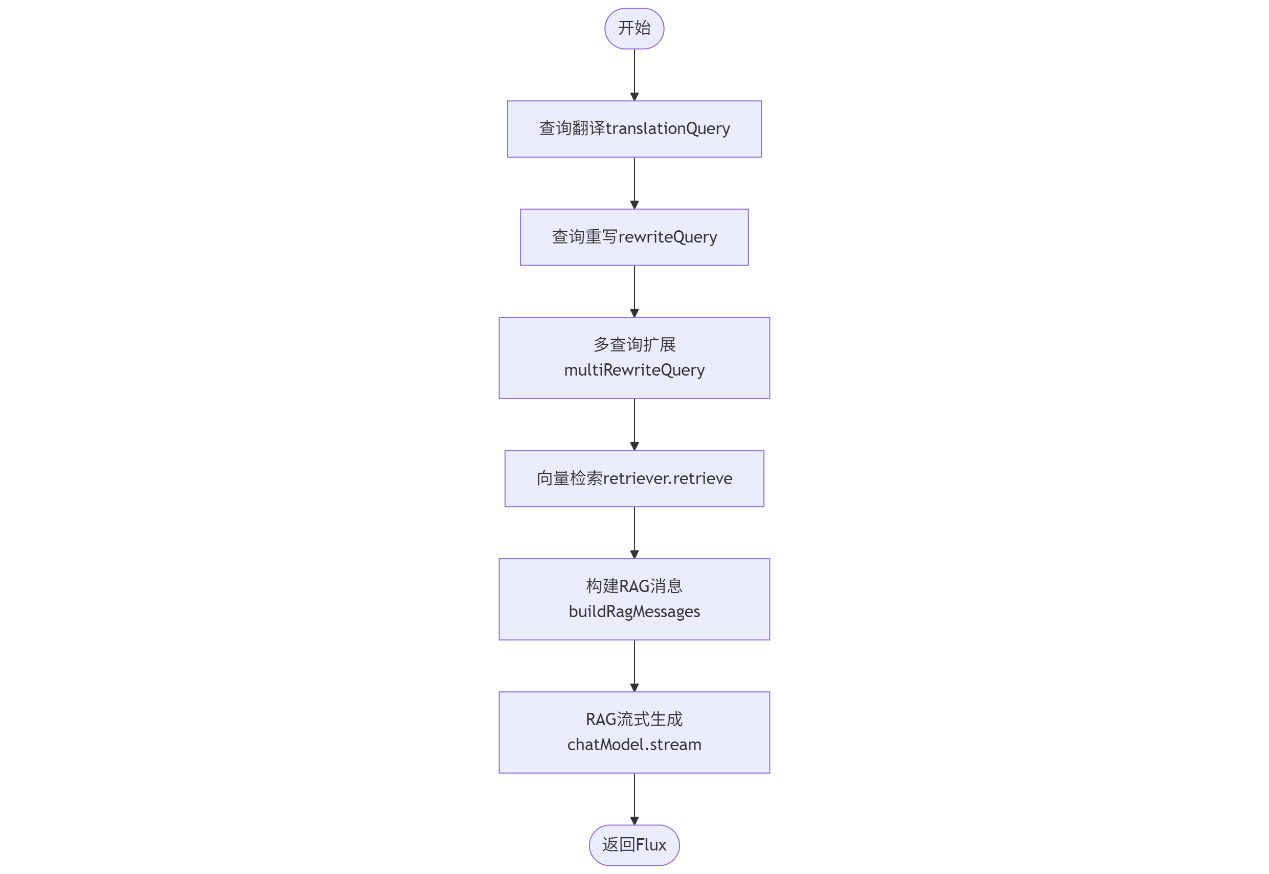 开始
查询翻译translationQuery
查询重写rewriteQuery
多查询扩展
multiRewriteQuery
向量检索retriever.retrieve
构建RAG消息
buildRagMessages
RAG流式生成
chatModel.stream
返回Flux